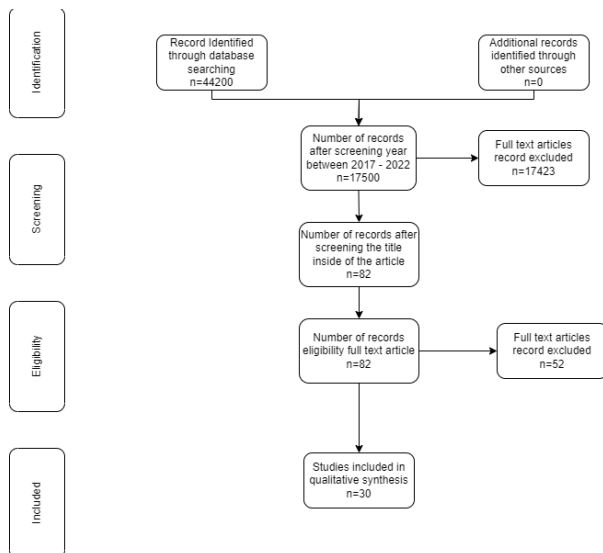 Identification
Record Identified
through database
searching
n=44200
Additional records
identified through
other sources
n=0
Number of records
after screening year
between 2017 - 2022
n=17500
Full text articles
record excluded
n=17423
Screening
Number of records after
screening the title
inside of the article
n=82
Eligibility
Number of records
eligibility full text article
n=82
Full text articles
record excluded
n=52
Included
Studies included in
qualitative synthesis
n=30